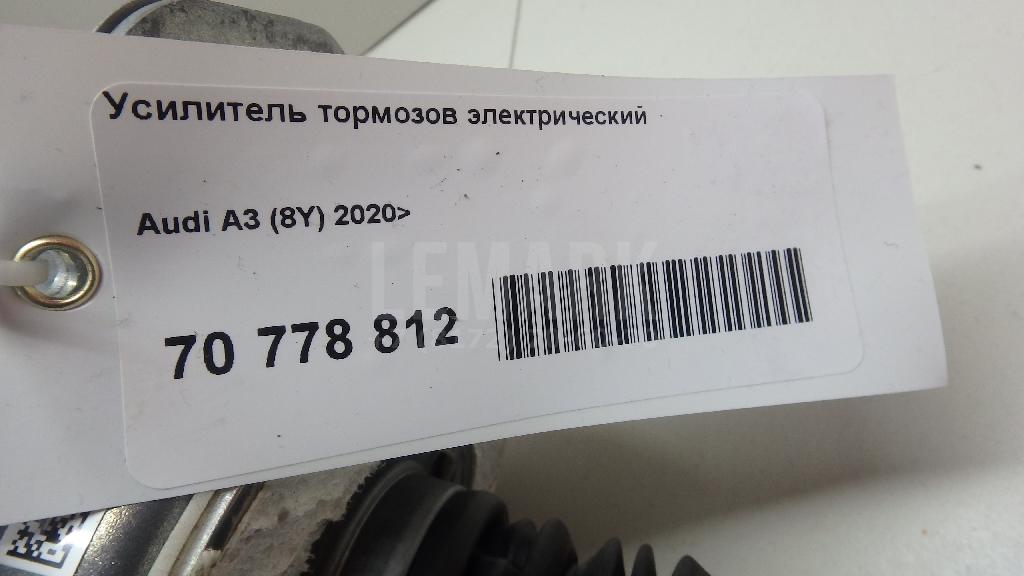 Усилитель тормозов электрический
Audi A3 (8Y) 2020>
LEMARK
70 778 812